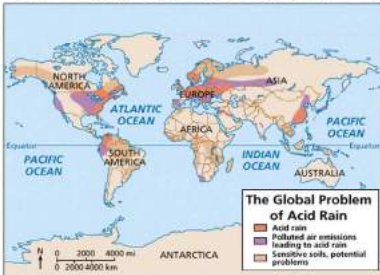 NORTH
AMERICA
EUROPE
ASIA
ATLANTIC
OCEAN
AFRICA
PACIFIC
OCEAN
Equator
Equator
PACIFIC
OCEAN
SOUTH
AMERICA
INDIAN
OCEAN
AUSTRALIA
The Global Problem
of Acid Rain
Acid rain
Polluted air emissions
leading to acid rain
Sensitive soils, potential
problems
N
0 2000 4000 mi
0 2000 4000 km
ANTARCTICA